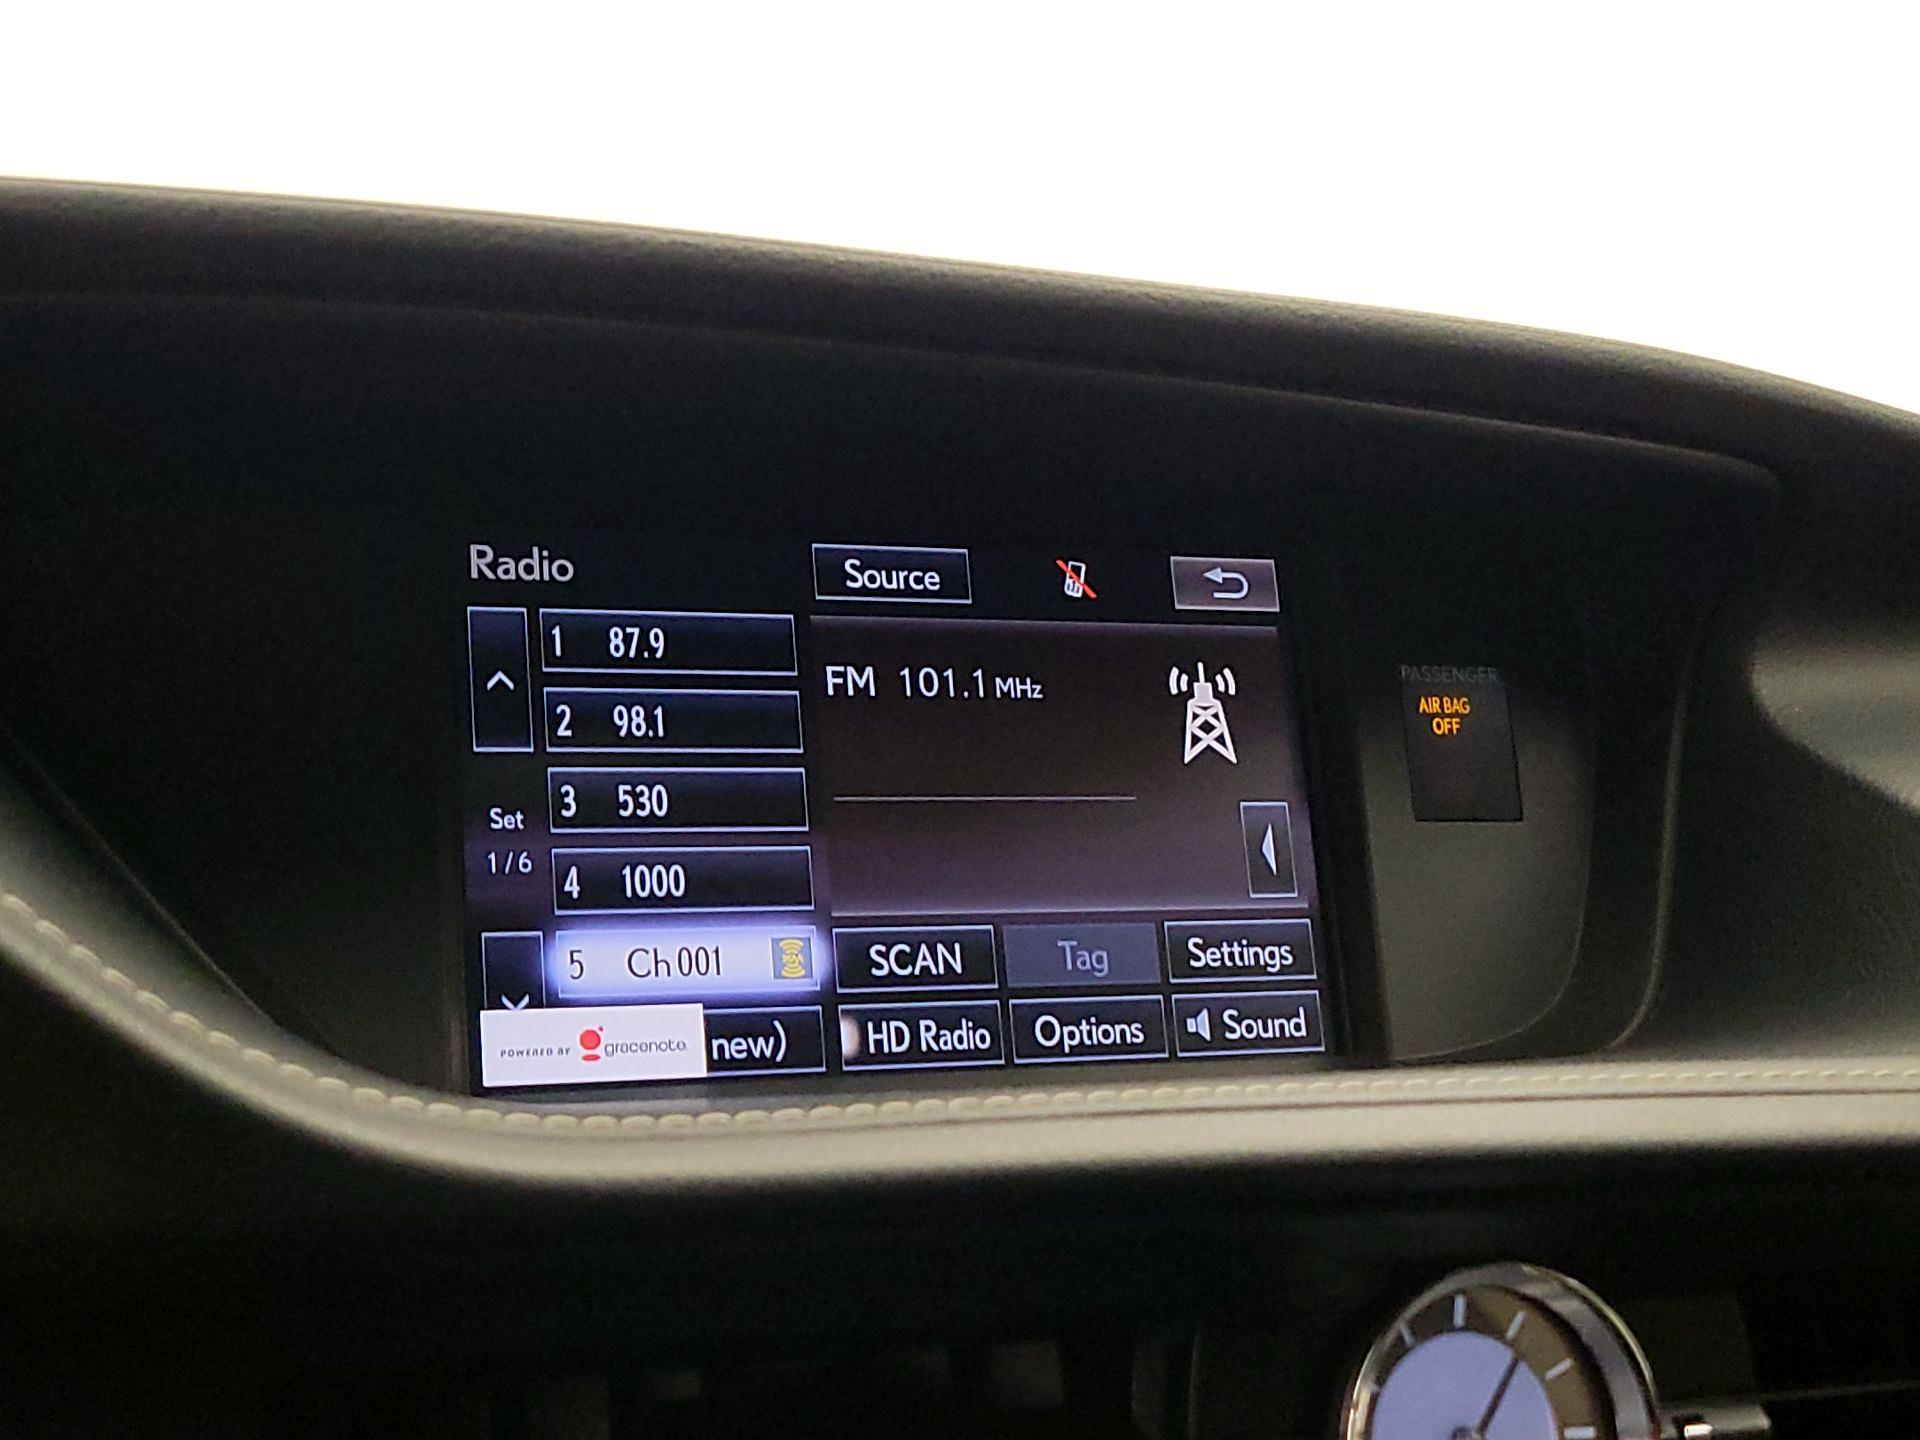 Radio
Source
1 87.9
2 98.1
3 530
4 1000
5 Ch 001
new)
Set
1/6
FM 101.1 MHz
SCAN
Tag
Settings
HD Radio
Options
Sound
POWERED BY gracenote.
PASSENGER
AIR BAG
OFF